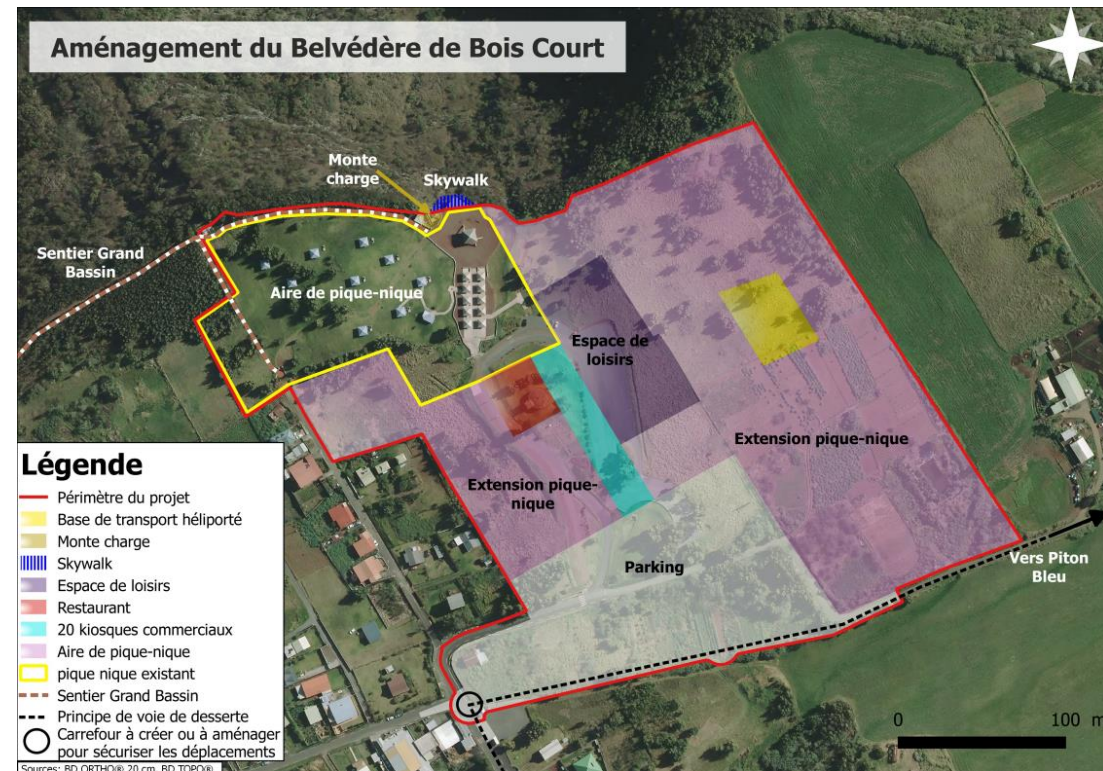 Aménagement du Belvédère de Bois Court
Monte
charge
Skywalk
Sentier Grand
Bassin
Aire de pique-nique
Espace de
loisirs
Extension pique-nique
Extension pique-
nique
Parking
Vers Piton
Bleu
0 100 m
Légende
Périmètre du projet
Base de transport héliporté
Monte charge
Skywalk
Espace de loisirs
Restaurant
20 kiosques commerciaux
Aire de pique-nique
pique nique existant
Sentier Grand Bassin
Principe de voie de desserte
Carrefour à créer ou à aménager
pour sécuriser les déplacements
Sources: BD ORTHO® 20 cm, BD TOPO®